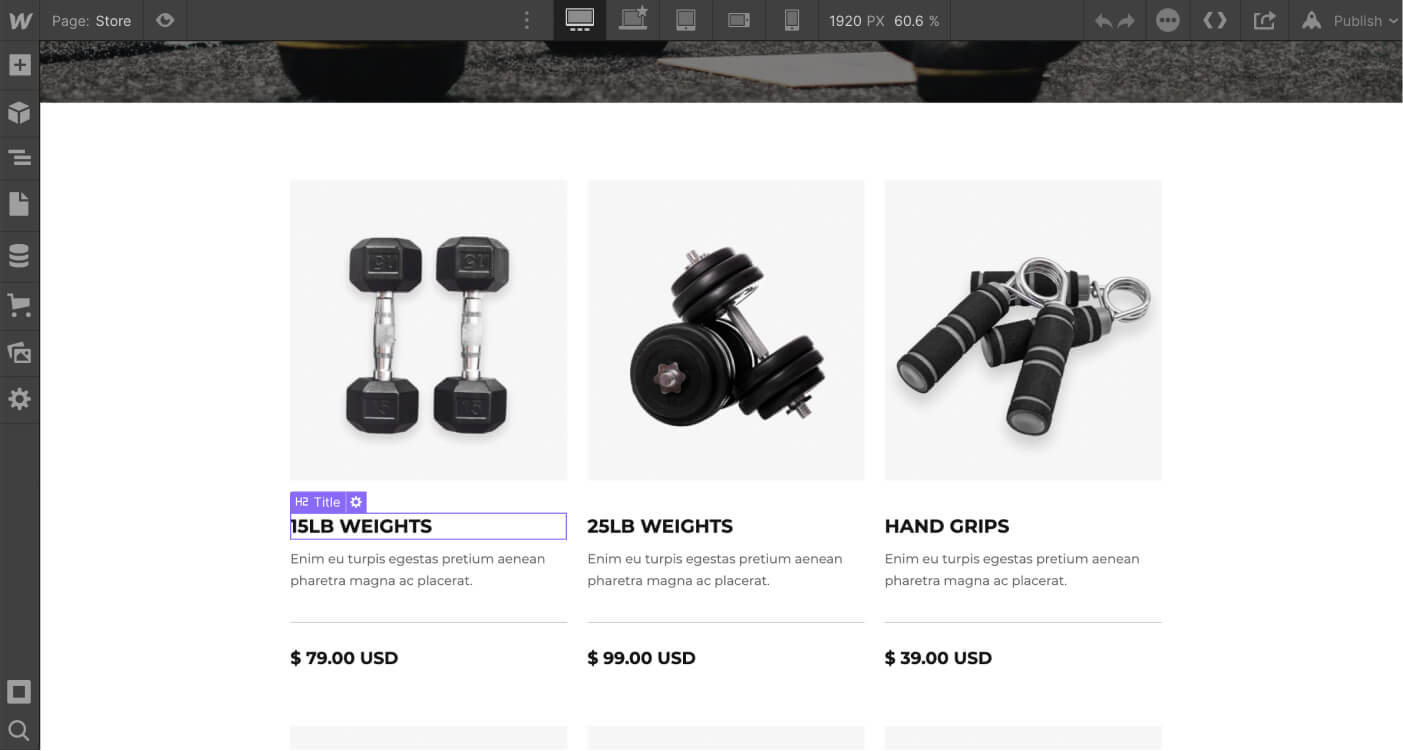 Page: Store
1920 PX 60.6 %
Publish
H2 Title
15LB WEIGHTS
Enim eu turpis egestas pretium aenean
pharetra magna ac placerat.
$ 79.00 USD
25LB WEIGHTS
Enim eu turpis egestas pretium aenean
pharetra magna ac placerat.
$ 99.00 USD
HAND GRIPS
Enim eu turpis egestas pretium aenean
pharetra magna ac placerat.
$ 39.00 USD